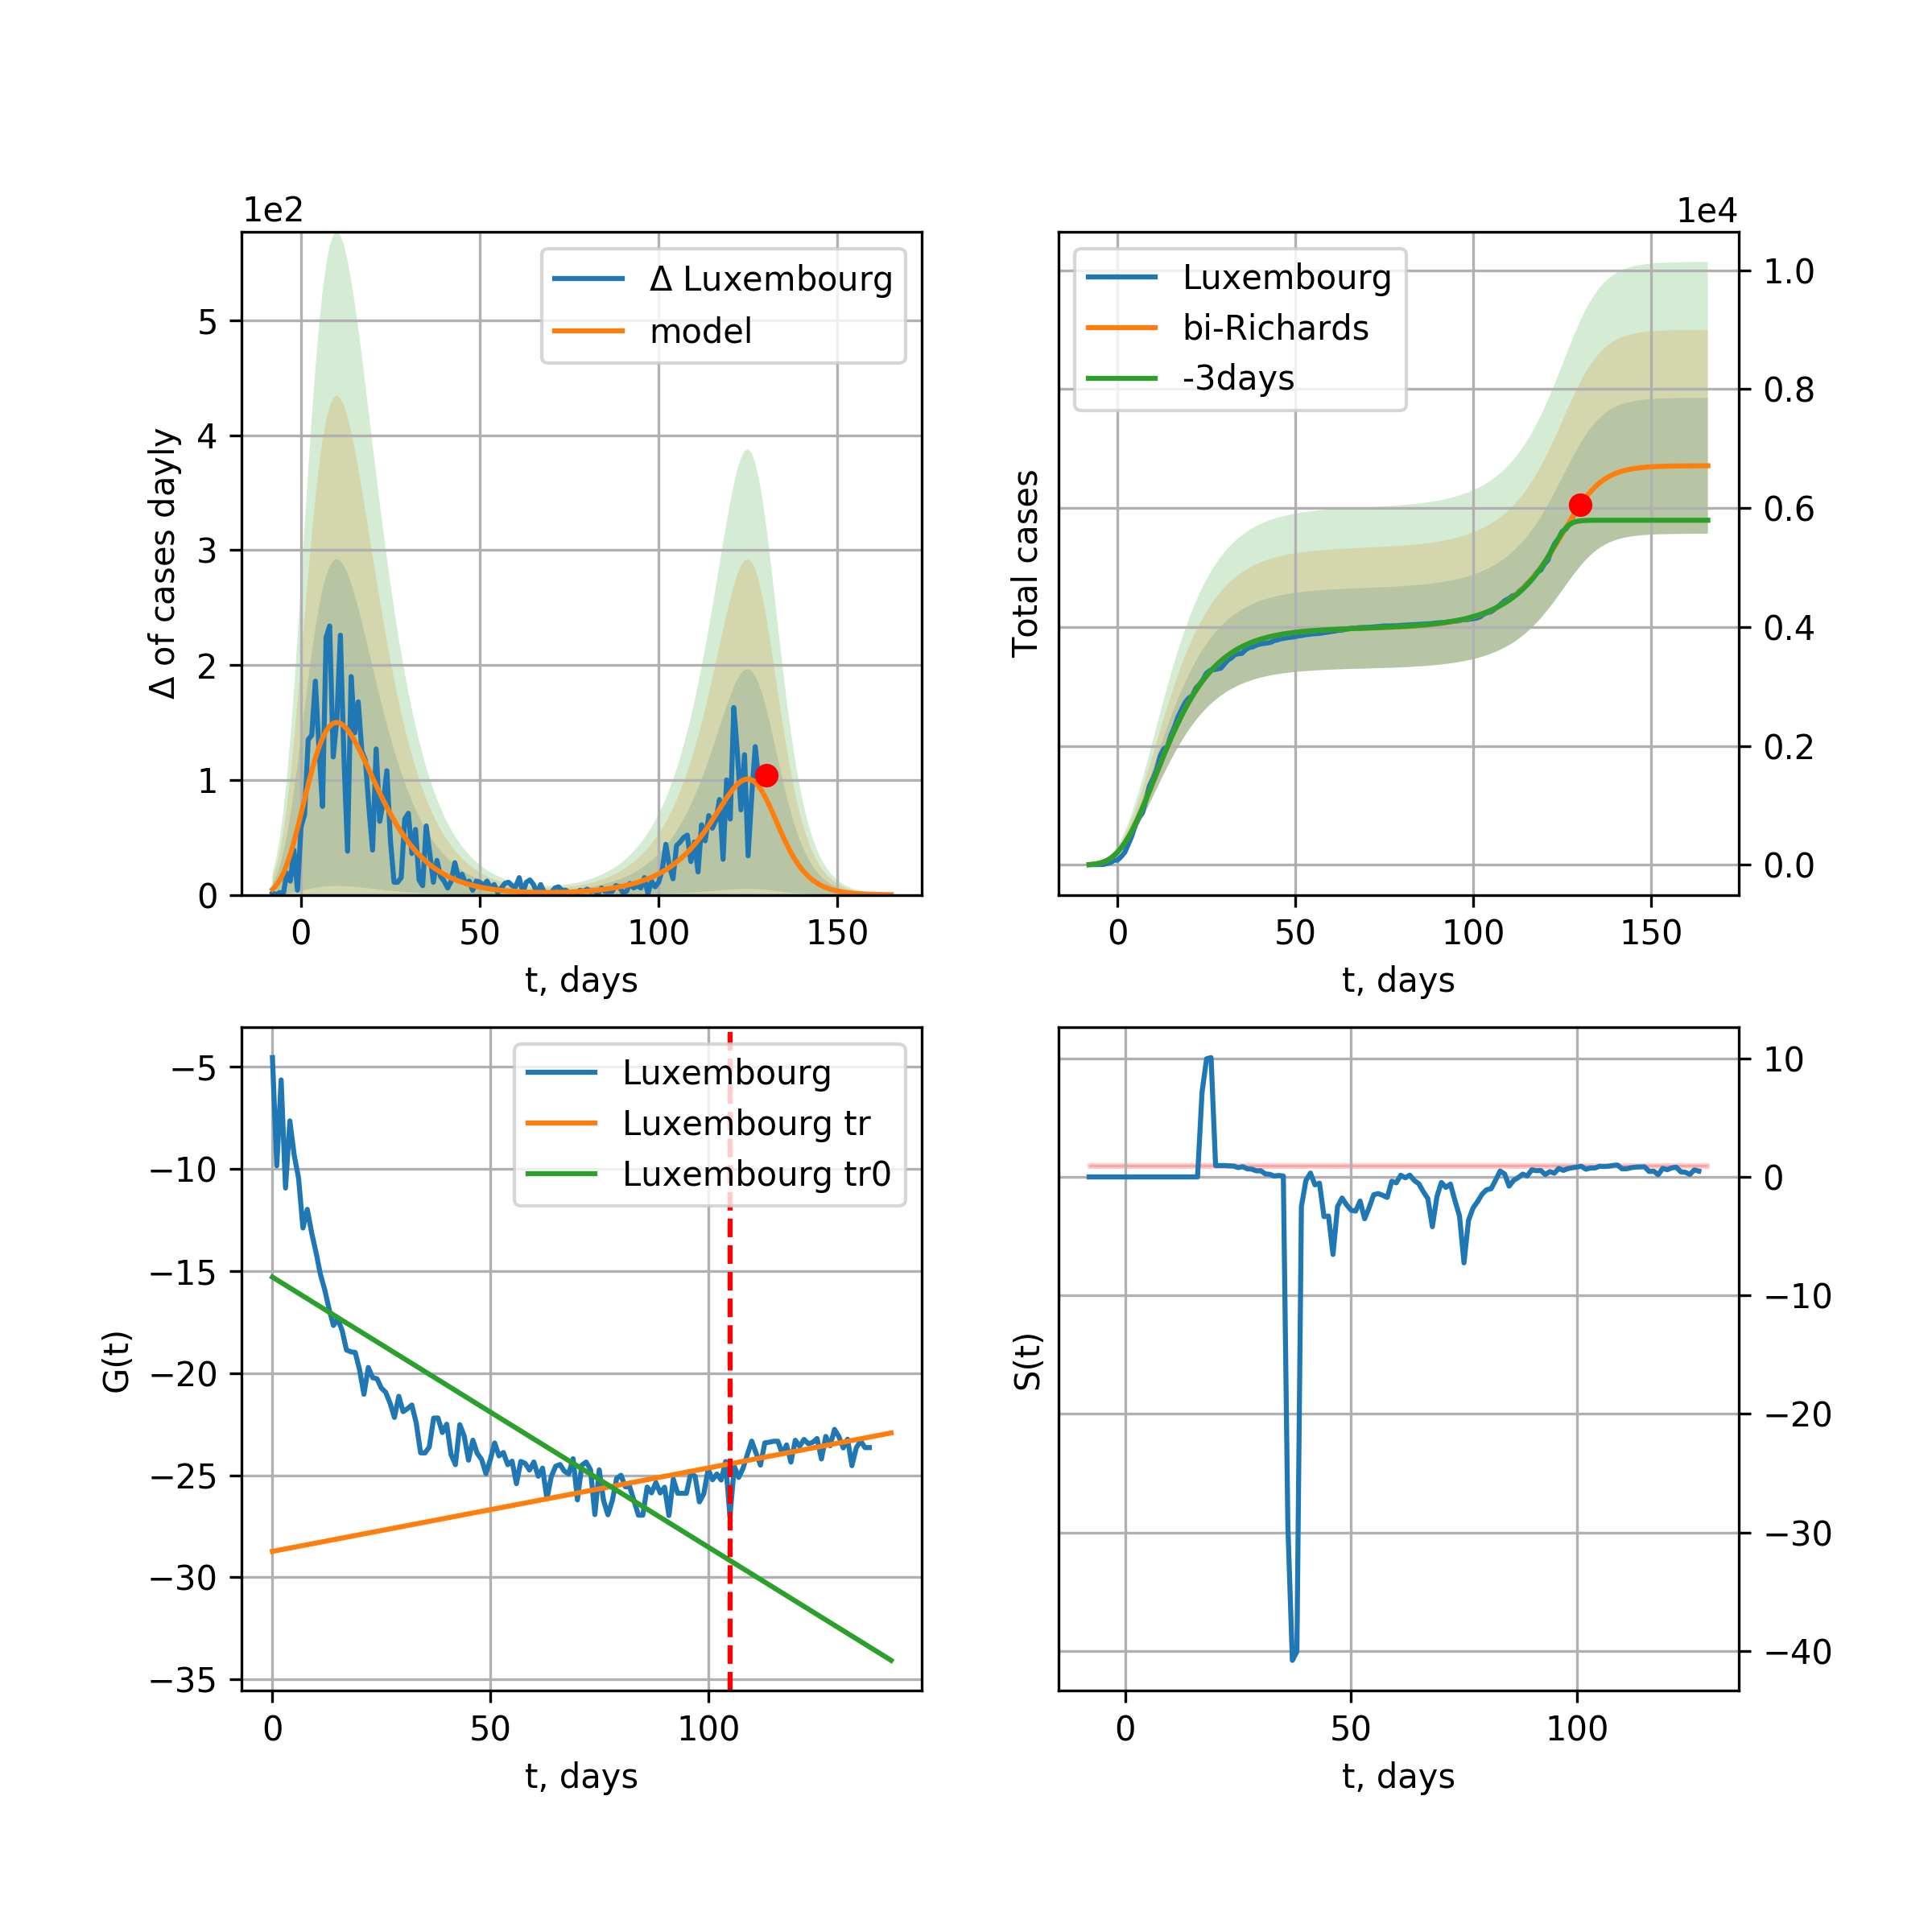 1e2
Δ of cases dayly
5
4
3
2
1
0
Δ Luxembourg
model
0 50 100 150
t, days
1e4
Total cases
Luxembourg
bi-Richards
-3days
1.0
0.8
0.6
0.4
0.2
0.0
0 50 100 150
t, days
G(t)
−5
−10
−15
−20
−25
−30
−35
Luxembourg
Luxembourg tr
Luxembourg tr0
0 50 100
t, days
S(t)
10
0
−10
−20
−30
−40
0 50 100
t, days